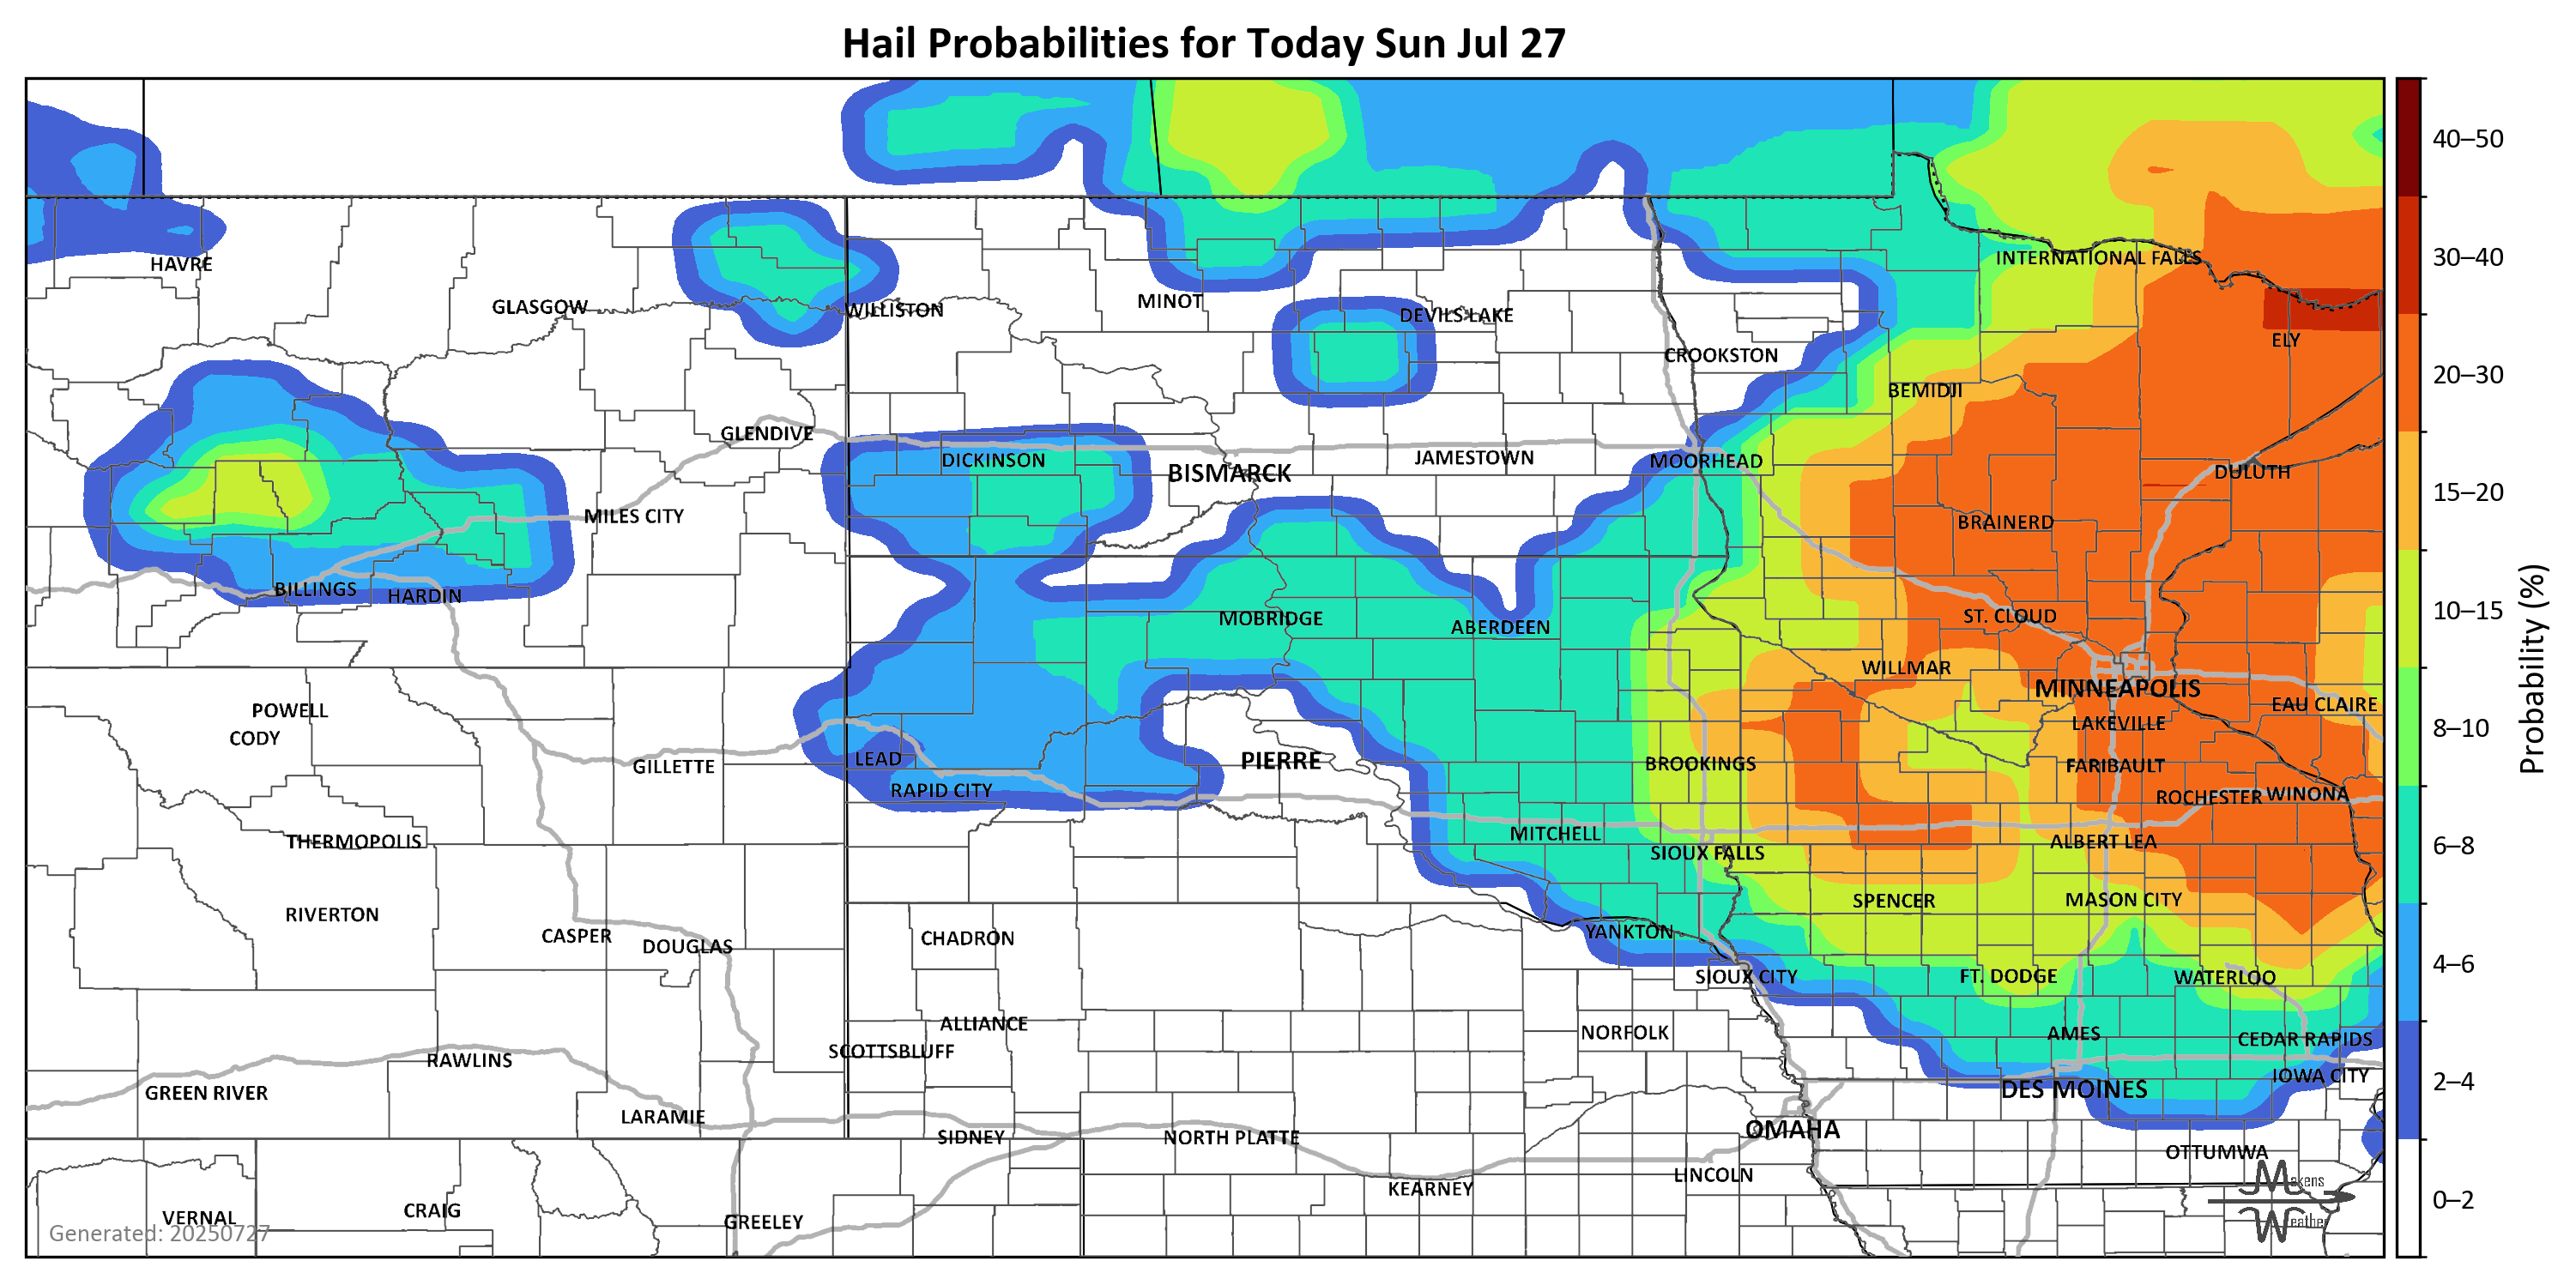 Hail Probabilities for Today Sun Jul 27
40–50
30–40
20–30
15–20
10–15
8–10
6–8
4–6
2–4
0–2
Probability (%)
HAVRE
GLASGOW
WILLISTON
MINOT
DEVILS LAKE
INTERNATIONAL FALLS
ELY
CROOKSTON
BEMIDJI
GLENDIVE
DICKINSON
BISMARCK
JAMESTOWN
MOORHEAD
DULUTH
MILES CITY
BRAINERD
BILLINGS
HARDIN
MOBRIDGE
ABERDEEN
ST. CLOUD
WILLMAR
MINNEAPOLIS
POWELL
CODY
EAU CLAIRE
LAKEVILLE
GILLETTE
LEAD
PIERRE
BROOKINGS
FARIBAULT
RAPID CITY
ROCHESTER
WINONA
THERMOPOLIS
MITCHELL
SIOUX FALLS
ALBERT LEA
RIVERTON
SPENCER
MASON CITY
CASPER
DOUGLAS
CHADRON
YANKTON
SIOUX CITY
FT. DODGE
WATERLOO
ALLIANCE
NORFOLK
AMES
CEDAR RAPIDS
RAWLINS
SCOTTSBLUFF
GREEN RIVER
DES MOINES
IOWA CITY
LARAMIE
SIDNEY
NORTH PLATTE
OMAHA
OTTUMWA
LINCOLN
KEARNEY
VERNAL
CRAIG
GREELEY
Generated: 20250727
Makens
Weather